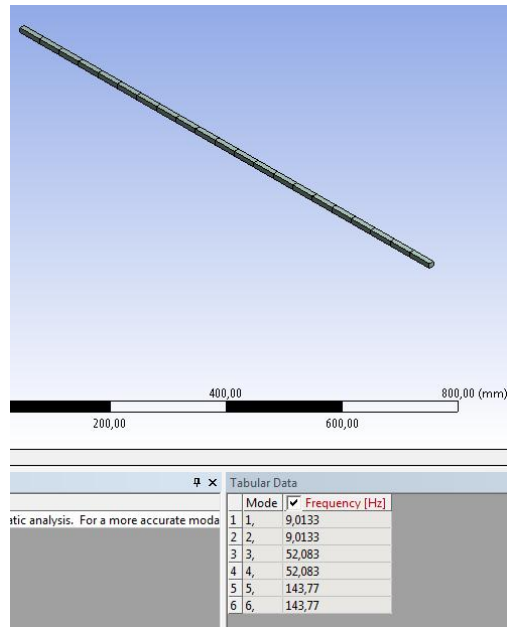 400,00
800,00 (mm)
200,00
600,00
Tabular Data
atic analysis. For a more accurate moda
Mode Frequency [Hz]
1 1, 9,0133
2 2, 9,0133
3 3, 52,083
4 4, 52,083
5 5, 143,77
6 6, 143,77